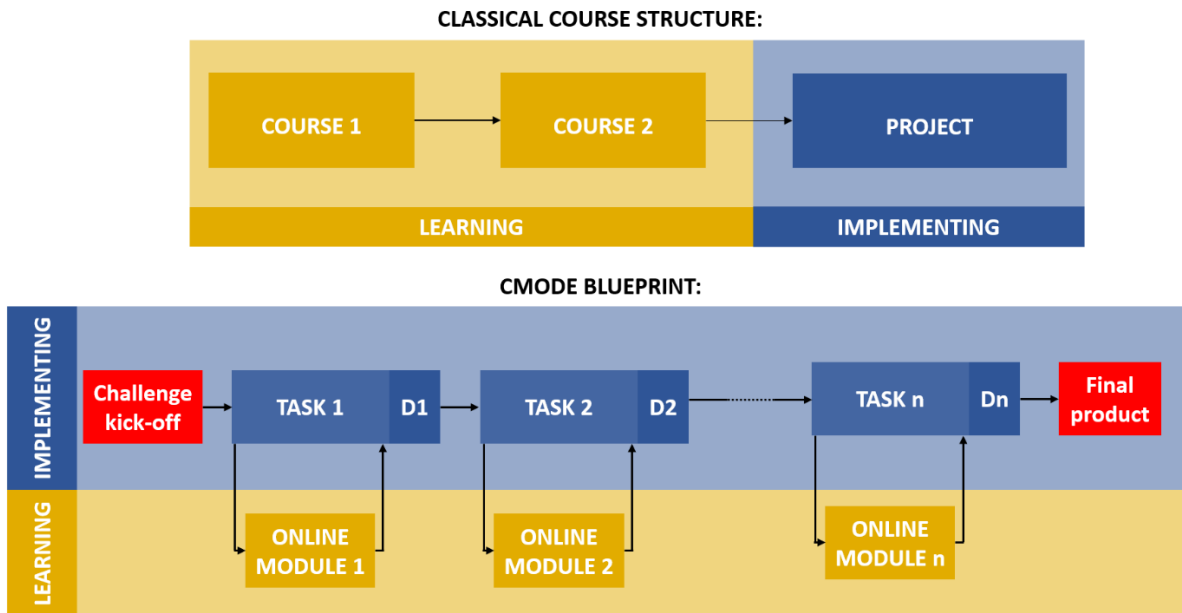 CLASSICAL COURSE STRUCTURE:
COURSE 1
COURSE 2
PROJECT
LEARNING
IMPLEMENTING
CMODE BLUEPRINT:
IMPLEMENTING
Challenge
kick-off
TASK 1
D1
TASK 2
D2
TASK n
Dn
Final
product
LEARNING
ONLINE
MODULE 1
ONLINE
MODULE 2
ONLINE
MODULE n